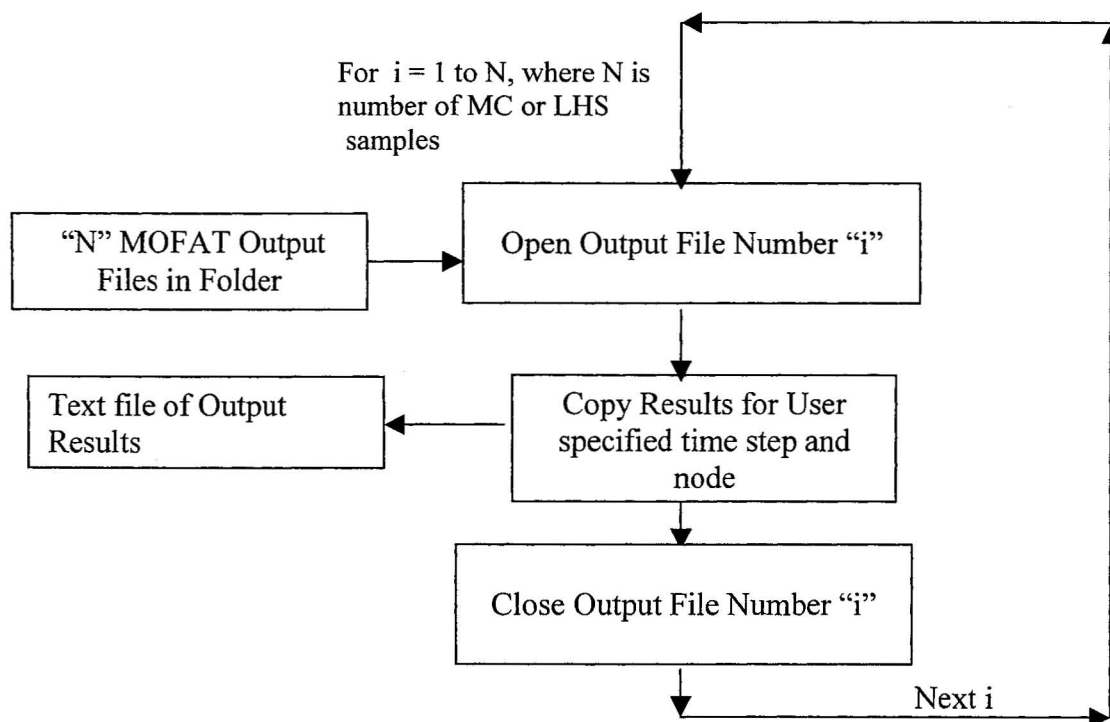 For i = 1 to N, where N is
number of MC or LHS
samples
“N” MOFAT Output
Files in Folder
Open Output File Number “i”
Text file of Output
Results
Copy Results for User
specified time step and
node
Close Output File Number “i”
Next i